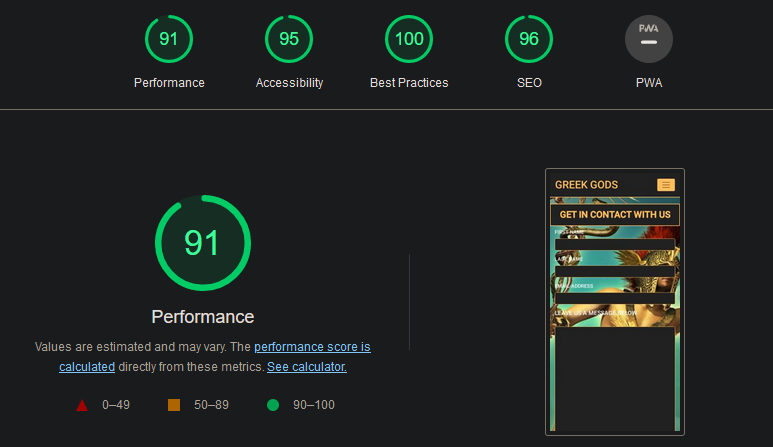 91
95
100
96
PWA
Performance
Accessibility
Best Practices
SEO
PWA
91
Performance
Values are estimated and may vary. The performance score is
calculated directly from these metrics. See calculator.
0–49
50–89
90–100
GREEK GODS
GET IN CONTACT WITH US
FIRST NAME
LAST NAME
EMAIL ADDRESS
LEAVE US A MESSAGE BELOW